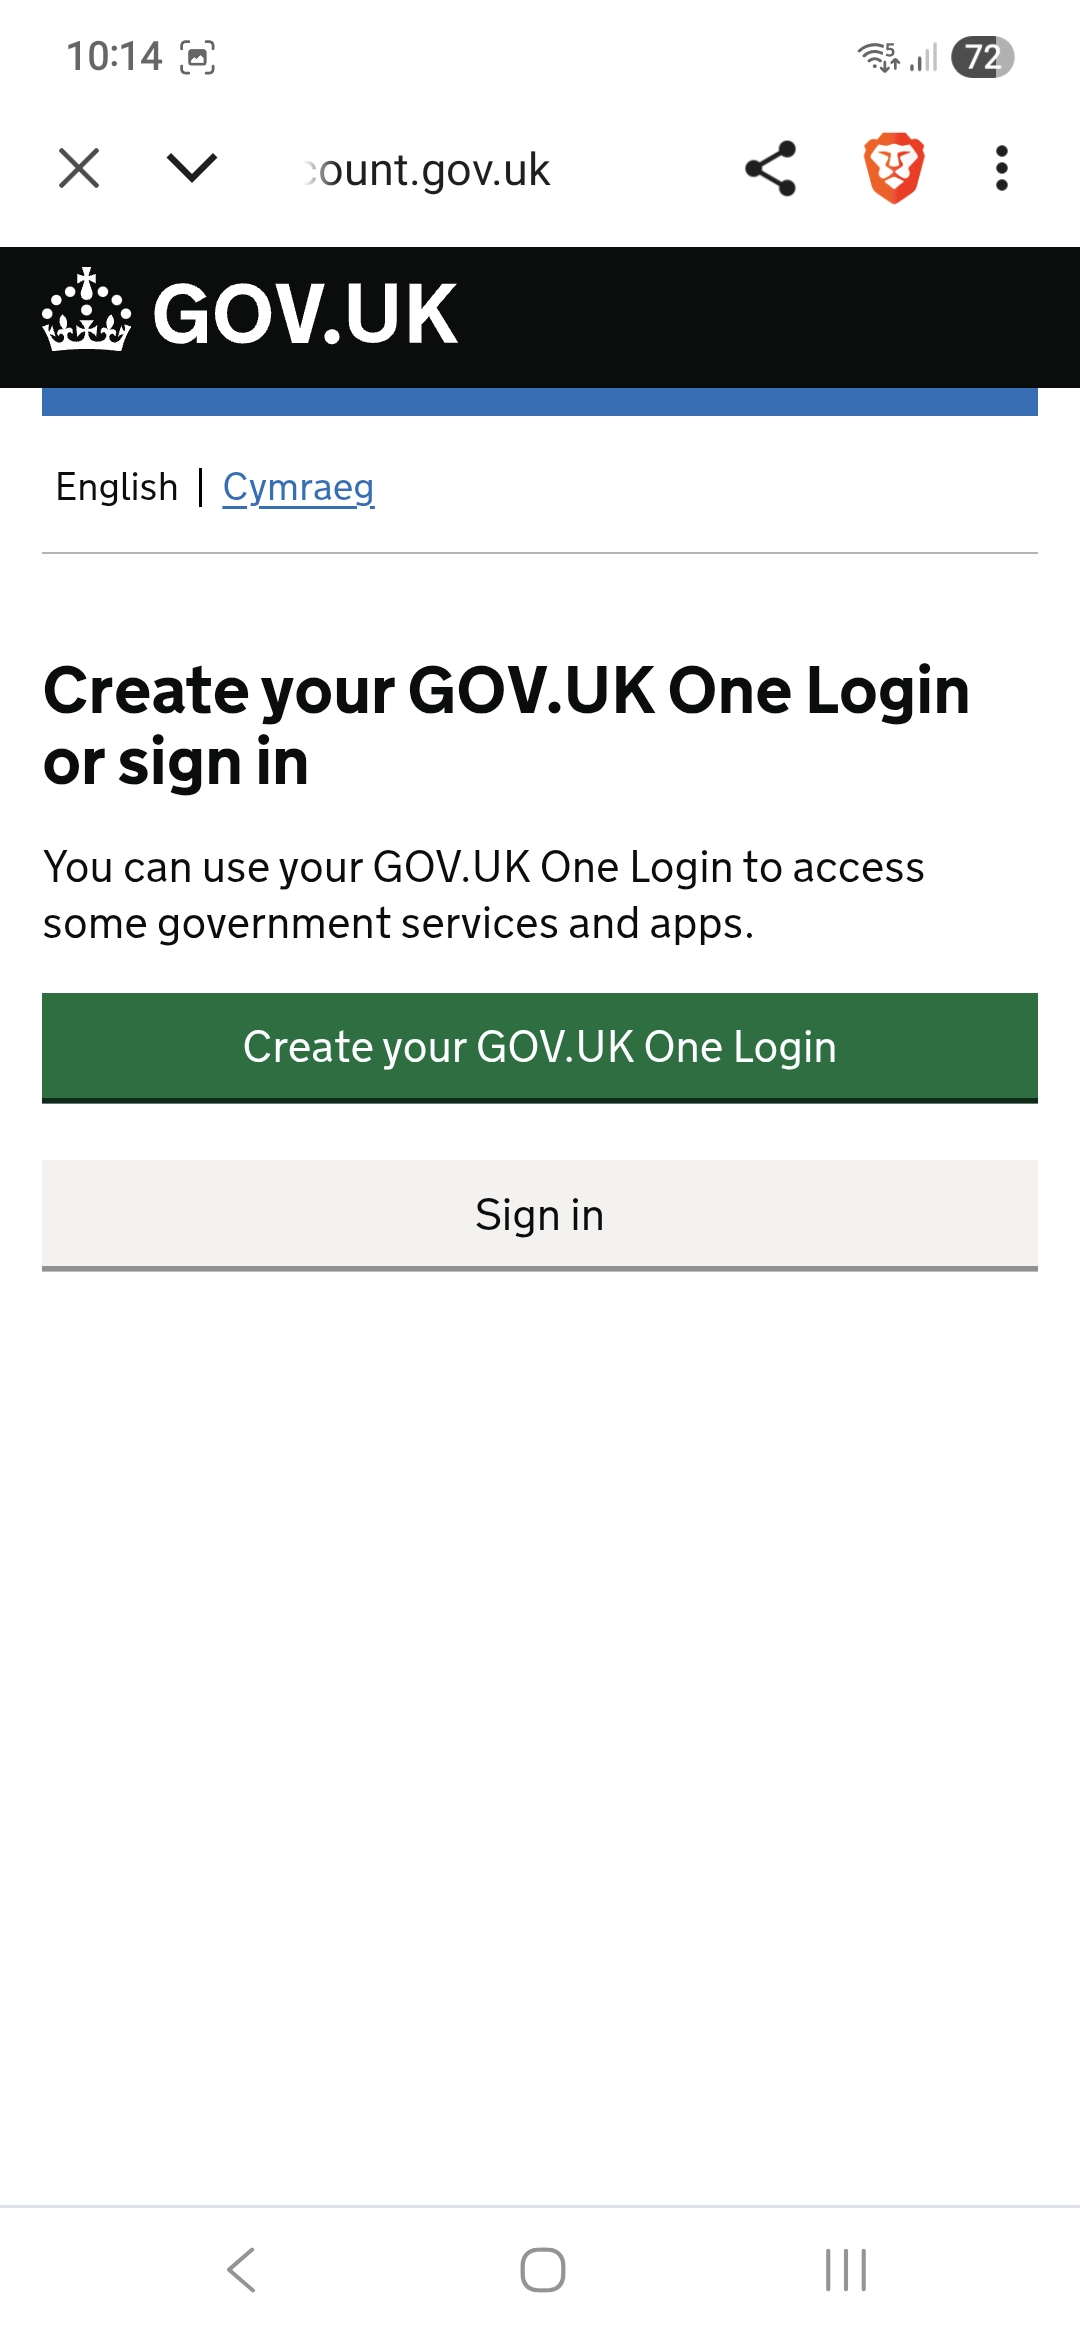 10:14
5
72
ount.gov.uk
GOV.UK
English | Cymraeg
Create your GOV.UK One Login
or sign in
You can use your GOV.UK One Login to access
some government services and apps.
Create your GOV.UK One Login
Sign in